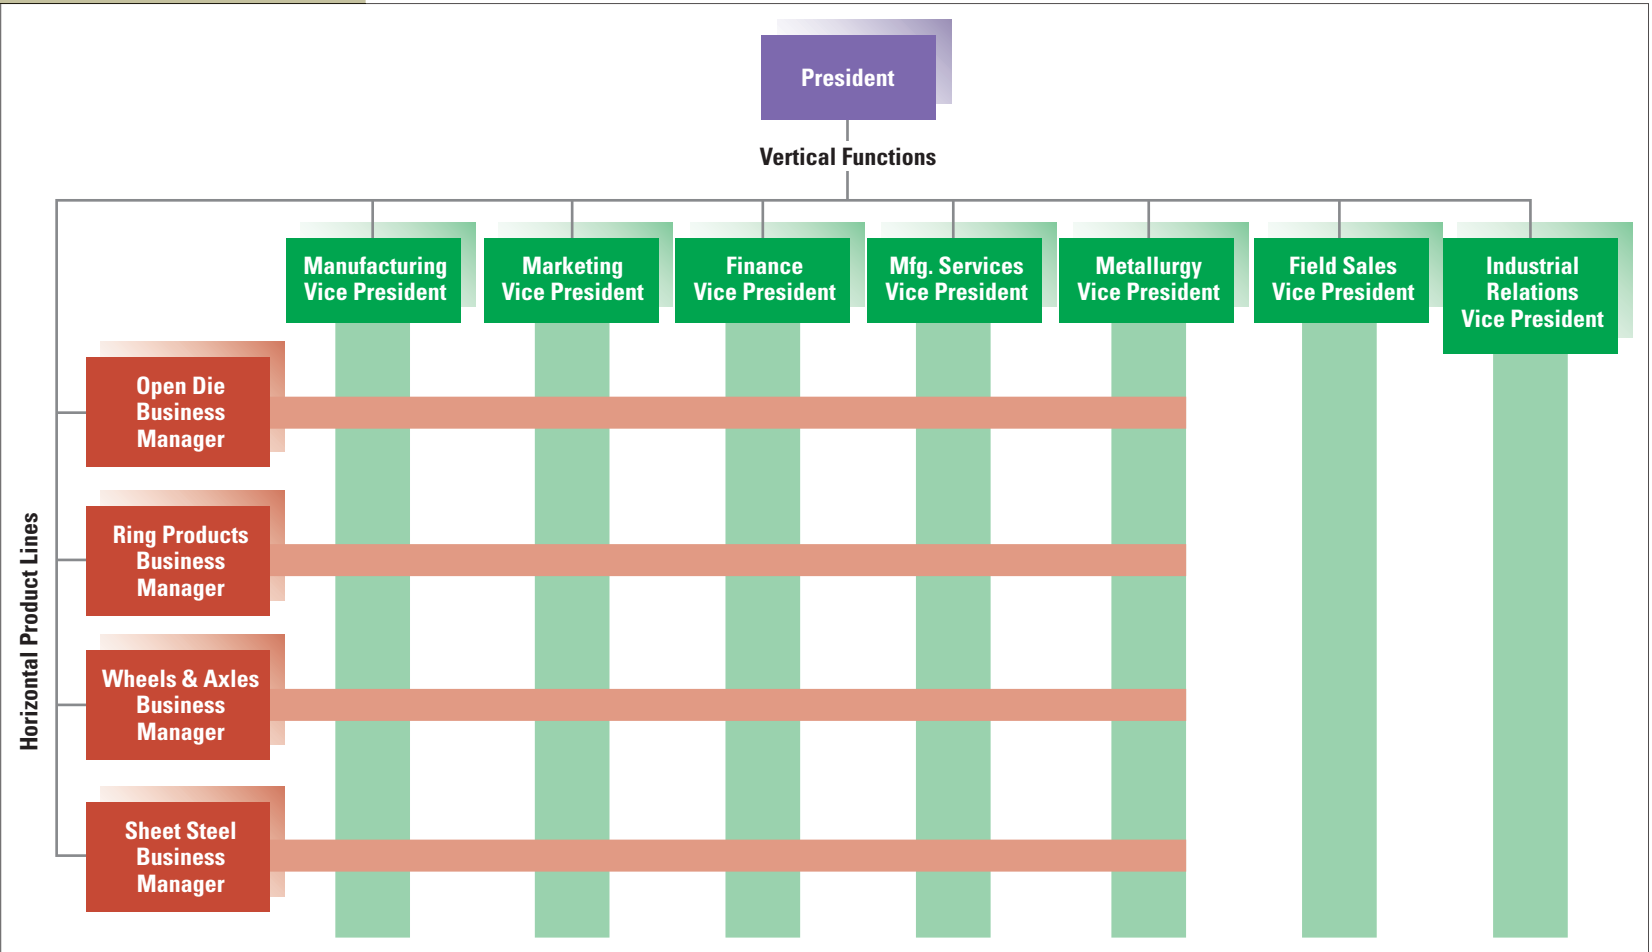 President
Vertical Functions
Manufacturing
Vice President
Marketing
Vice President
Finance
Vice President
Mfg. Services
Vice President
Metallurgy
Vice President
Field Sales
Vice President
Industrial
Relations
Vice President
Horizontal Product Lines
Open Die
Business
Manager
Ring Products
Business
Manager
Wheels & Axles
Business
Manager
Sheet Steel
Business
Manager